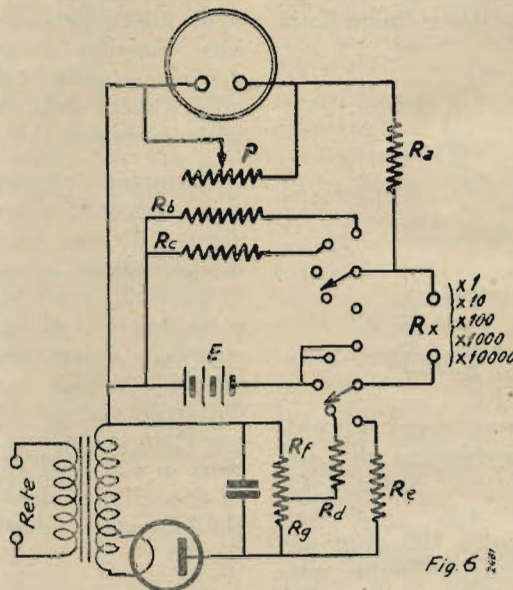 P
Ra
Rb
Rc
x1
x10
Rx x100
x1000
x10000
E
Rete
Rf
Rd
Re
Rg
Fig. 6